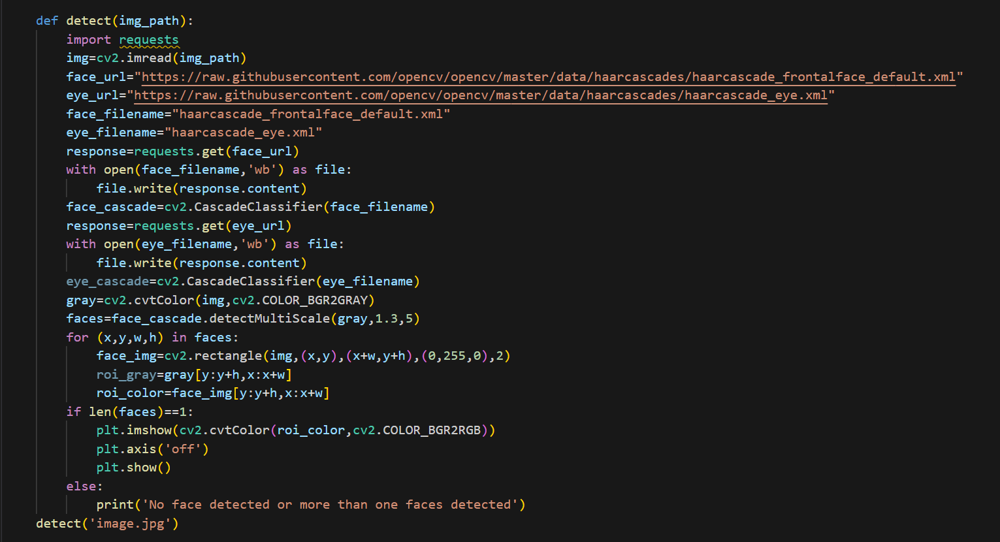 def detect(img_path):
    import requests
    img=cv2.imread(img_path)
    face_url="https://raw.githubusercontent.com/opencv/opencv/master/data/haarcascades/haarcascade_frontalface_default.xml"
    eye_url="https://raw.githubusercontent.com/opencv/opencv/master/data/haarcascades/haarcascade_eye.xml"
    face_filename="haarcascade_frontalface_default.xml"
    eye_filename="haarcascade_eye.xml"
    response=requests.get(face_url)
    with open(face_filename,'wb') as file:
        file.write(response.content)
    face_cascade=cv2.CascadeClassifier(face_filename)
    response=requests.get(eye_url)
    with open(eye_filename,'wb') as file:
        file.write(response.content)
    eye_cascade=cv2.CascadeClassifier(eye_filename)
    gray=cv2.cvtColor(img,cv2.COLOR_BGR2GRAY)
    faces=face_cascade.detectMultiScale(gray,1.3,5)
    for (x,y,w,h) in faces:
        face_img=cv2.rectangle(img,(x,y),(x+w,y+h),(0,255,0),2)
        roi_gray=gray[y:y+h,x:x+w]
        roi_color=face_img[y:y+h,x:x+w]
    if len(faces)==1:
        plt.imshow(cv2.cvtColor(roi_color,cv2.COLOR_BGR2RGB))
        plt.axis('off')
        plt.show()
    else:
        print('No face detected or more than one faces detected')
detect('image.jpg')